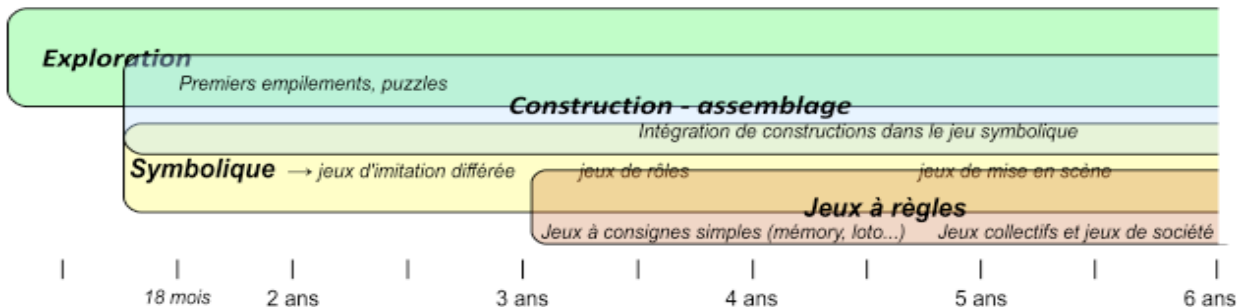 Exploration
Premiers empilements, puzzles
Construction - assemblage
Intégration de constructions dans le jeu symbolique
Symbolique → jeux d'imitation différée jeux de rôles jeux de mise en scène
Jeux à règles
Jeux à consignes simples (mémory, loto...) Jeux collectifs et jeux de société
18 mois 2 ans 3 ans 4 ans 5 ans 6 ans